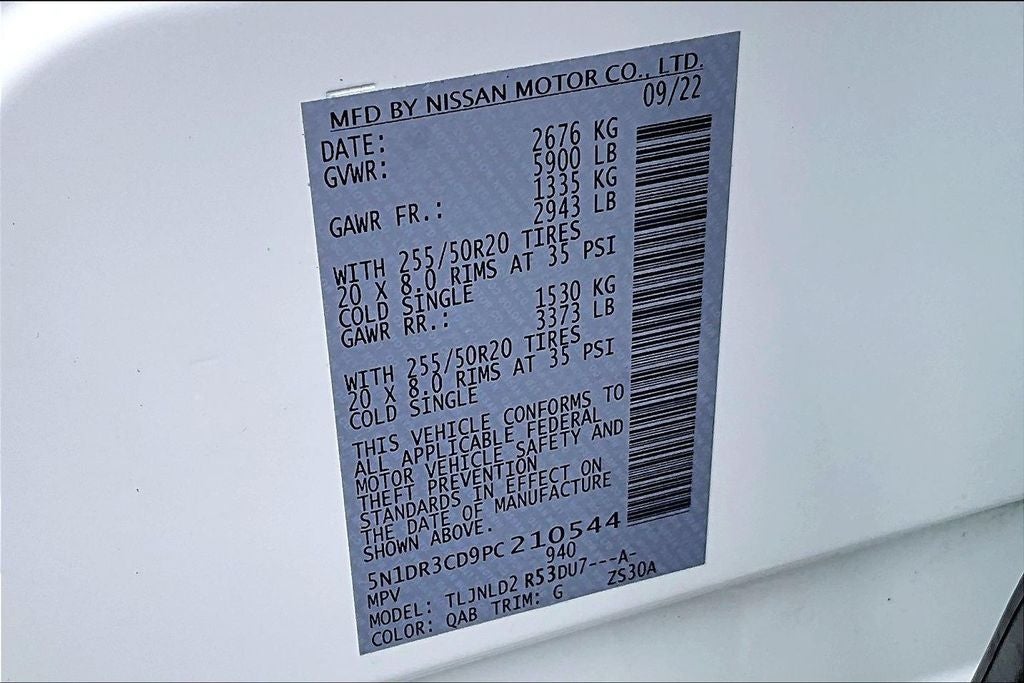 MFD BY NISSAN MOTOR CO., LTD.
DATE: 09/22
GVWR: 2676 KG
5900 LB
GAWR FR.: 1335 KG
2943 LB
WITH 255/50R20 TIRES
20 X 8.0 RIMS AT 35 PSI
COLD SINGLE
GAWR RR.: 1530 KG
3373 LB
WITH 255/50R20 TIRES
20 X 8.0 RIMS AT 35 PSI
COLD SINGLE
THIS VEHICLE CONFORMS TO
ALL APPLICABLE FEDERAL
MOTOR VEHICLE SAFETY AND
THEFT PREVENTION
STANDARDS IN EFFECT ON
THE DATE OF MANUFACTURE
SHOWN ABOVE.
5N1DR3CD9PC210544
MPV 940
MODEL: TLJNLD2 R53DU7---A-
COLOR: QAB TRIM: G ZS30A